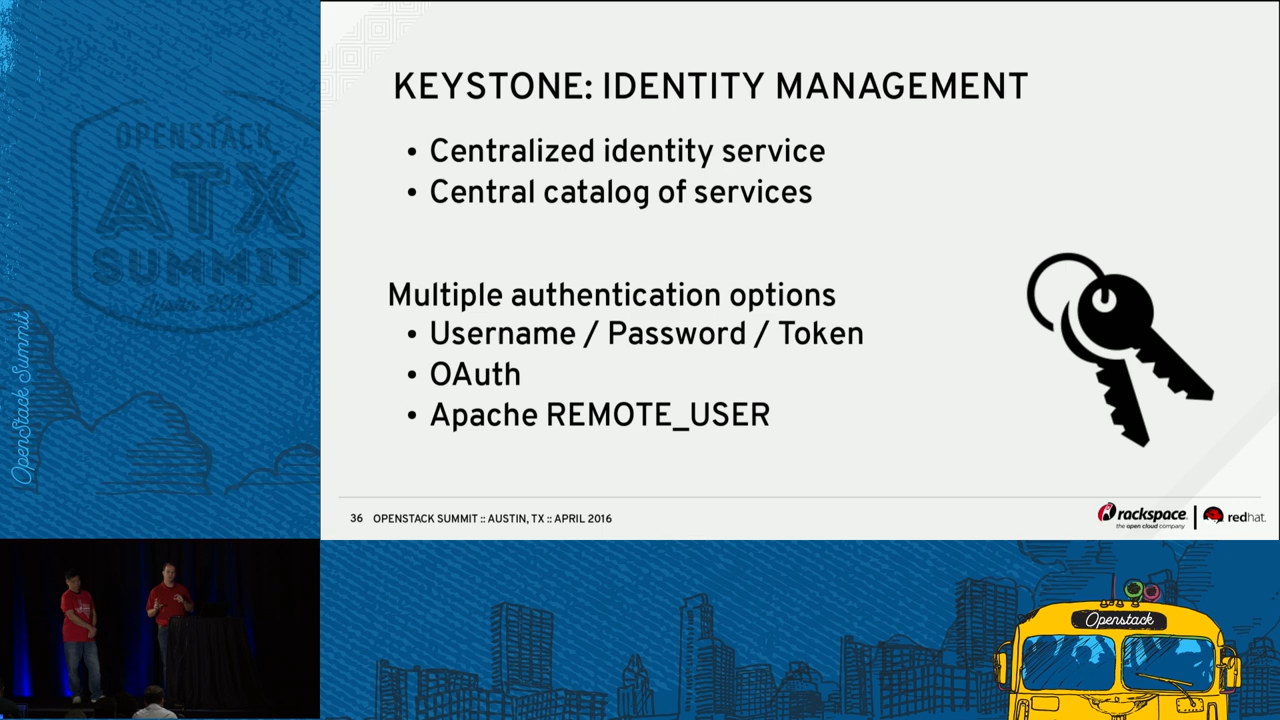 OPENSTACK
ATX
SUMMIT
Austin 2016
OpenStack Summit
KEYSTONE: IDENTITY MANAGEMENT
• Centralized identity service
• Central catalog of services
Multiple authentication options
• Username / Password / Token
• OAuth
• Apache REMOTE_USER
36 OPENSTACK SUMMIT :: AUSTIN, TX :: APRIL 2016
rackspace.
the open cloud company
redhat.
Openstack